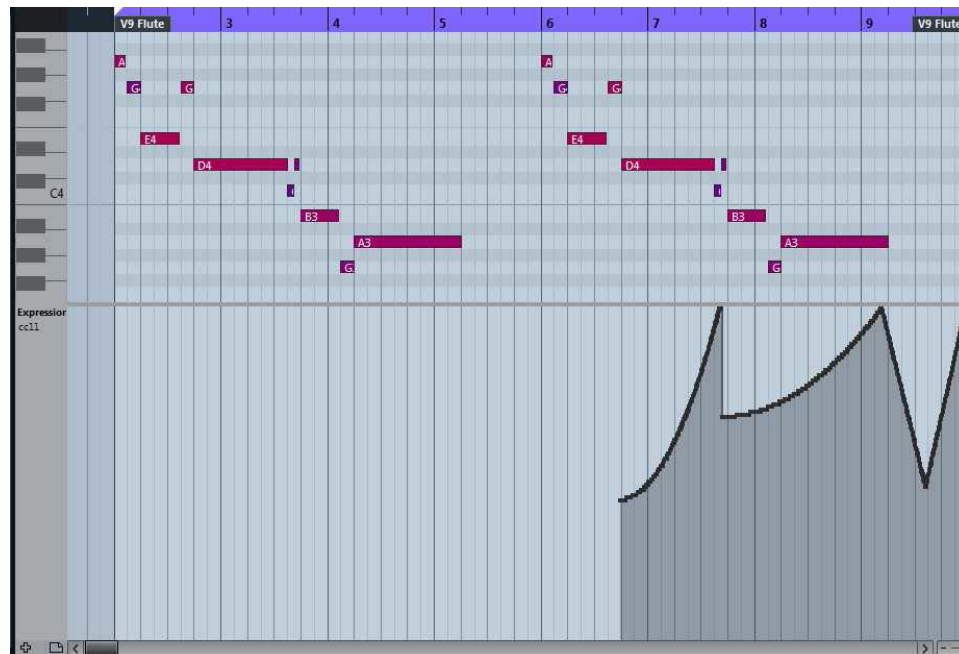 V9 Flute 3 4 5 6 7 8 9 V9 Flute
A A
G G G G
E4 E4
D4 D4
C4
B3 B3
A3 A3
G G
Expression
cc11